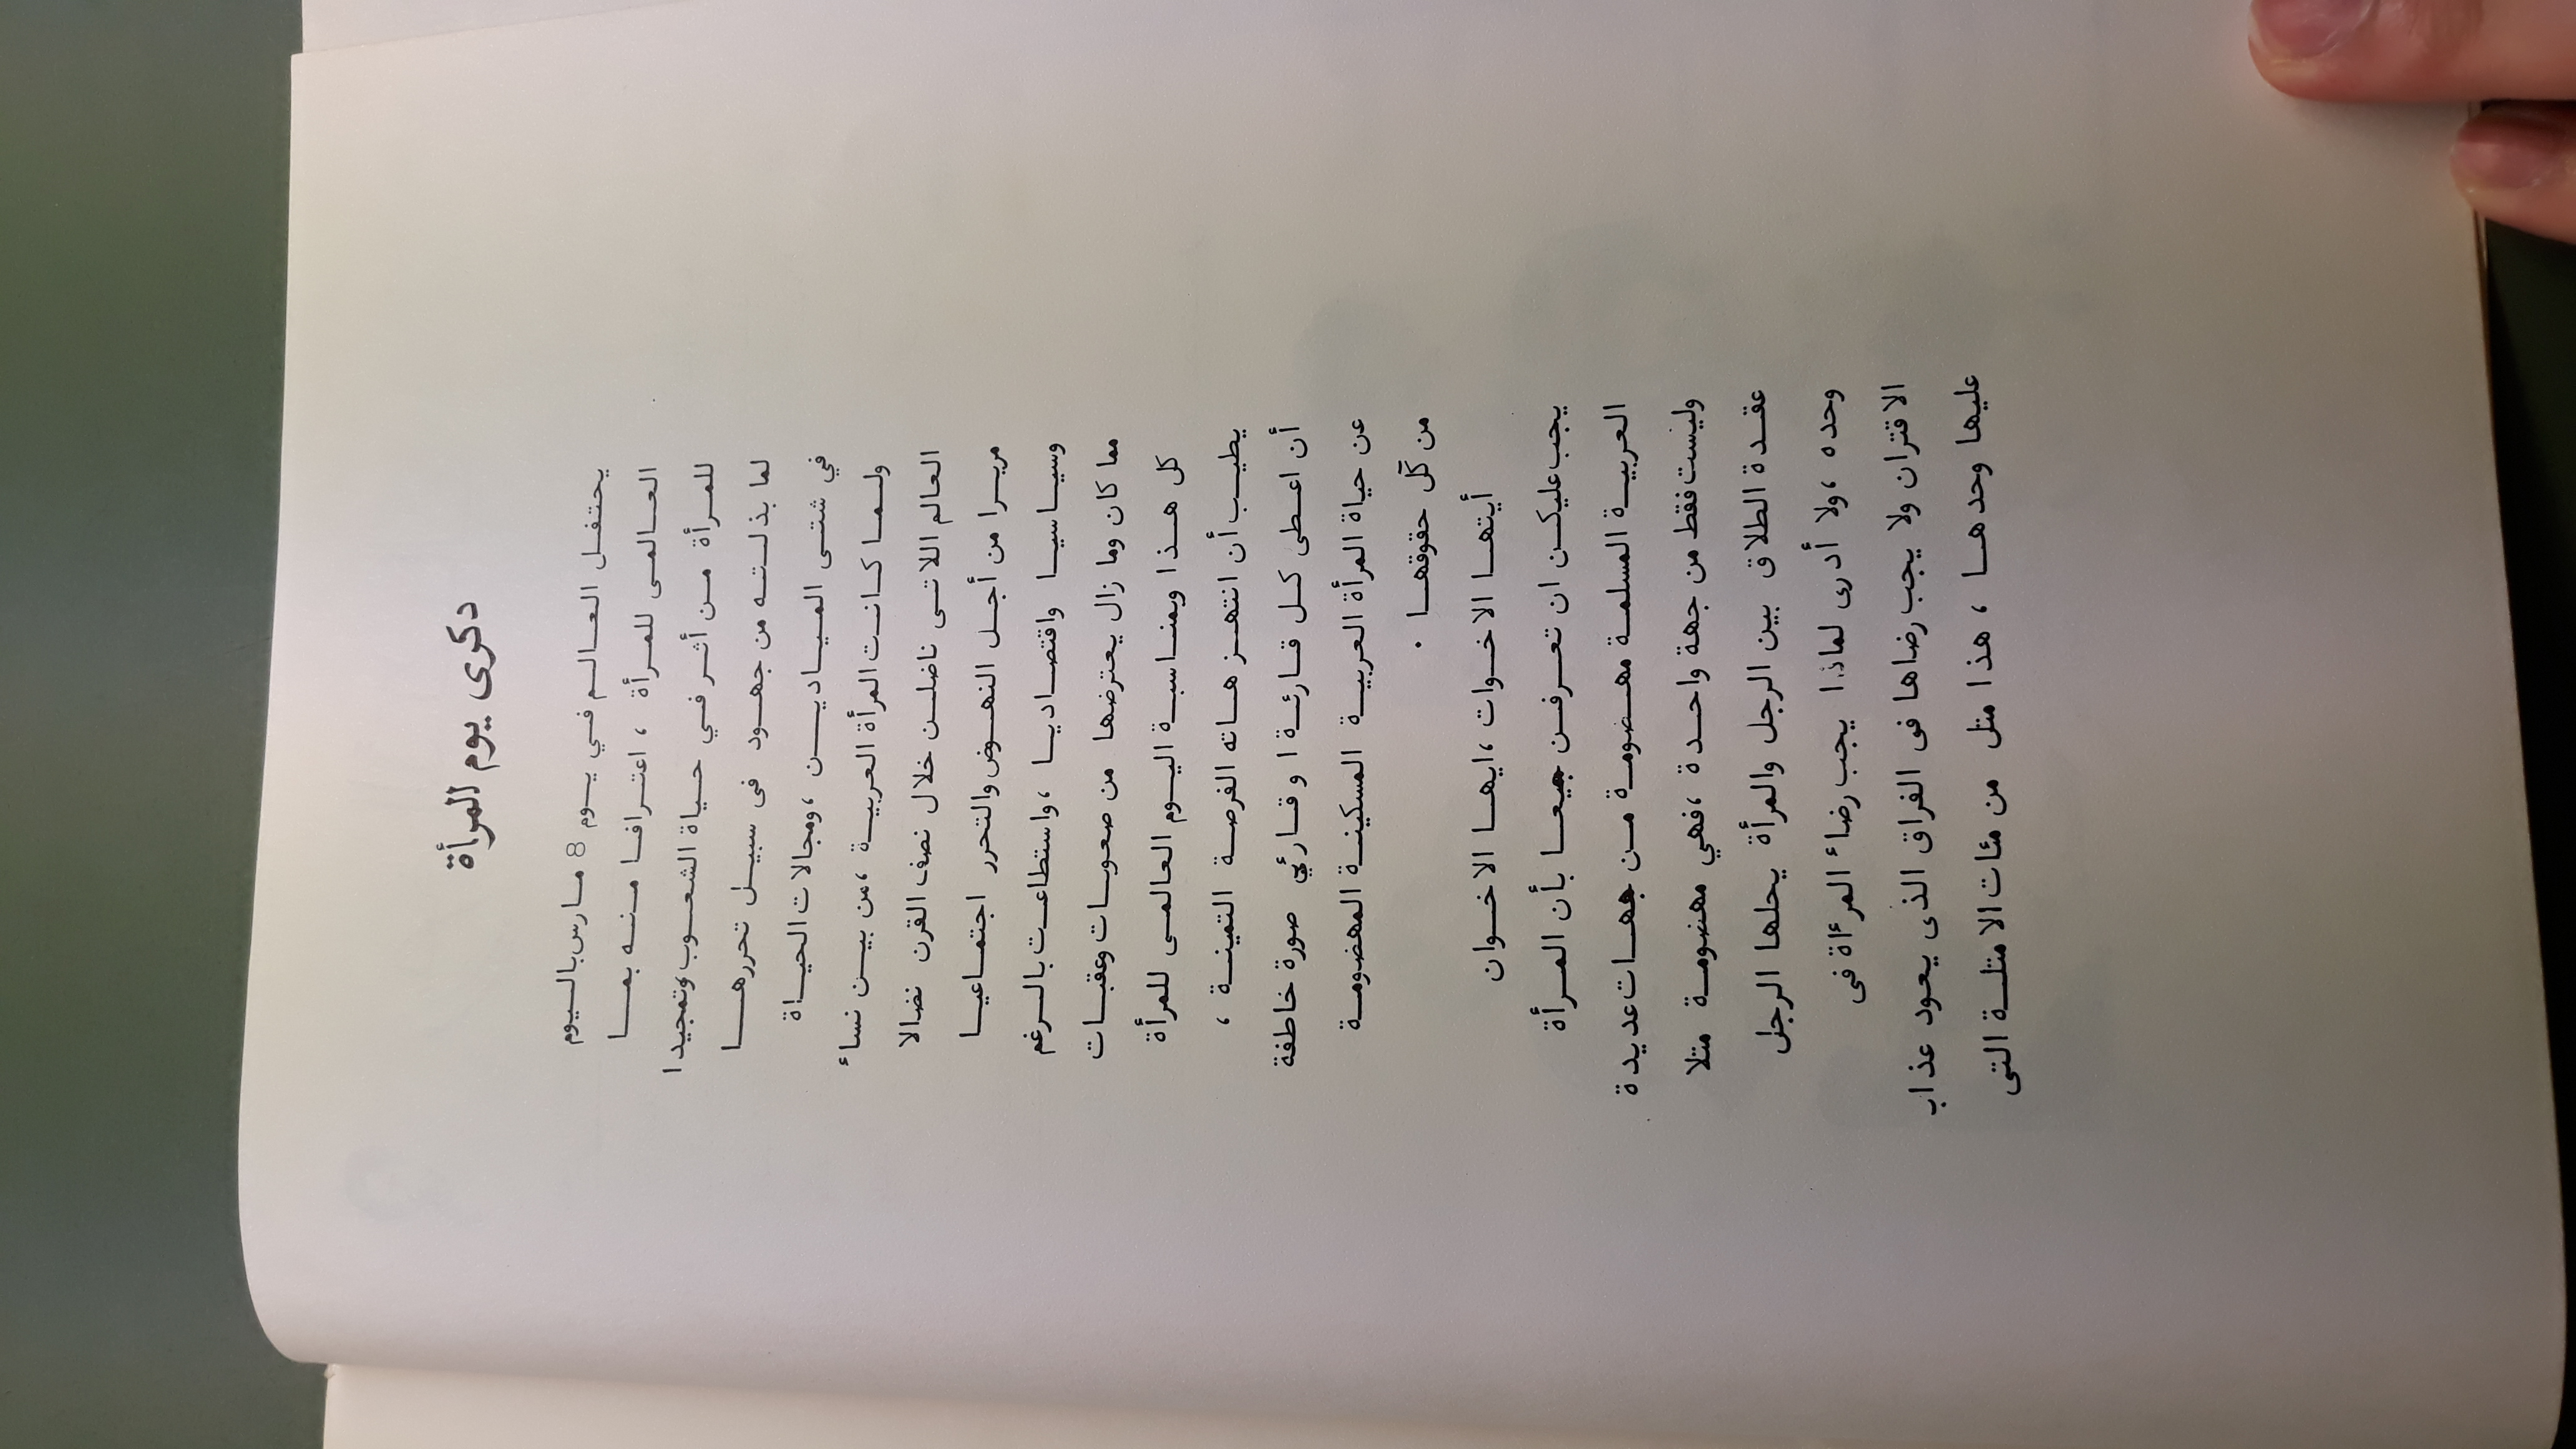 دكرى يوم المرأة
يحتفل العالم في يوم 8 مارس باليوم
العالمى للمرأة ، اعترافا منه بما
للمرأة من أثر في حياة الشعوب وتمجيدا
لما بذلته من جهود فى سبيل تحررها
في شتى الميادين ،ومجالات الحياة
ولما كانت المرأة العربية ،من بين نساء
العالم اللاتى ناضلن خلال نصف القرن نضالا
مريرا من أجل النهوض والتحرر اجتماعيا
وسياسيا واقتصاديا ،واستطاعت بالرغم
مما كان وما زال يعترضها من صعوبات وعقبات
كل هذا وبمناسبة اليوم العالمى للمرأة
يطيب أن انتهز هاته الفرصة التمينة ،
أن اعطى كل قارئة او قارئي صورة خاطفة
عن حياة المرأة العربية المسكينة المهضومة
من كل حقوقها .
أيتها الاخوات ،ايها الاخوان
يجب عليكن ان تعرفن جيعا بأن المرأة
العربية المسلمة مهضومة من جهات عديدة
وليست فقط من جهة واحدة ،فهي مهضومة متلا
عقدة الطلاق بين الرجل والمرأة يحلها الرجل
وحده ،ولا أدرى لماذا يجب رضاء المرءاة فى
الاقتران ولا يجب رضاها فى الفراق الذى يعود عذاب
عليها وحدها ، هذا متل من مئات الامتلة التى